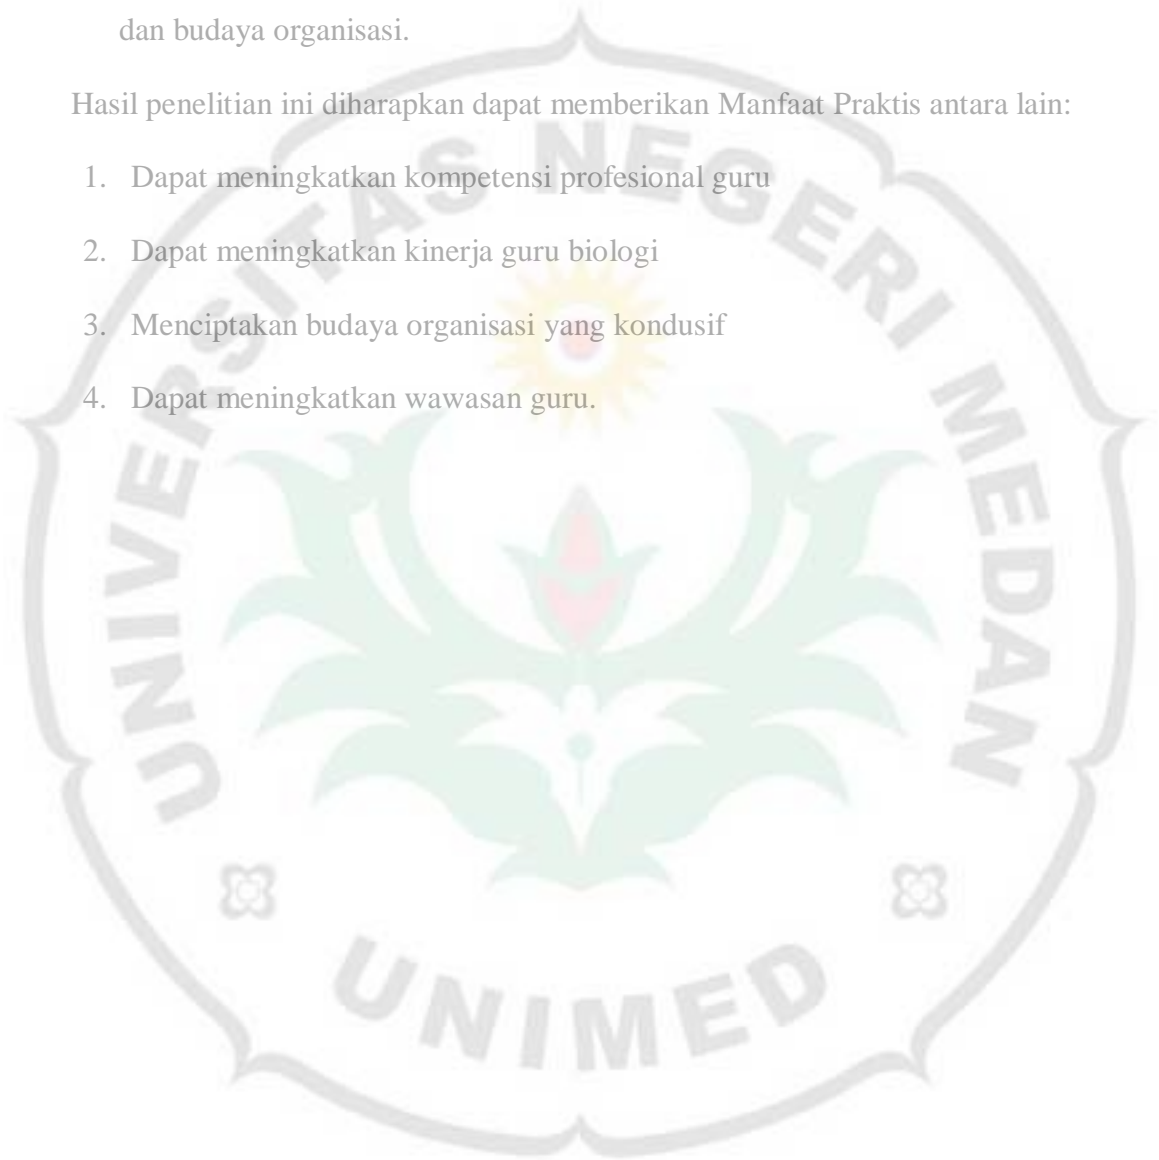 dan budaya organisasi.
Hasil penelitian ini diharapkan dapat memberikan Manfaat Praktis antara lain:
1. Dapat meningkatkan kompetensi profesional guru
2. Dapat meningkatkan kinerja guru biologi
3. Menciptakan budaya organisasi yang kondusif
4. Dapat meningkatkan wawasan guru.
UNIVERSITAS NEGERI MEDAN
UNIMED